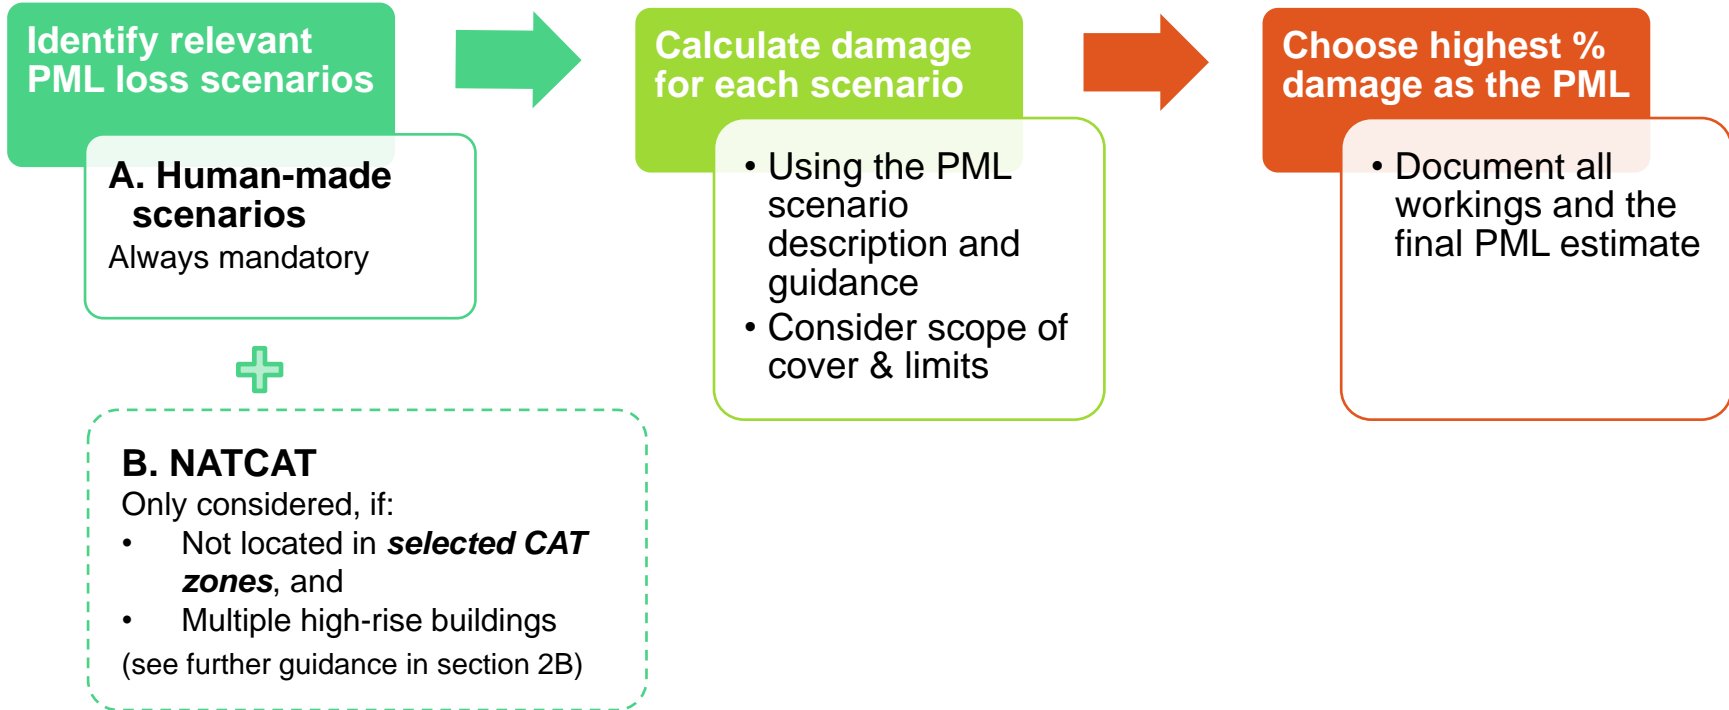 Identify relevant
PML loss scenarios
A. Human-made
scenarios
Always mandatory
B. NATCAT
Only considered, if:
• Not located in selected CAT
zones, and
• Multiple high-rise buildings
(see further guidance in section 2B)
Calculate damage
for each scenario
• Using the PML
scenario
description and
guidance
• Consider scope of
cover & limits
Choose highest %
damage as the PML
• Document all
workings and the
final PML estimate